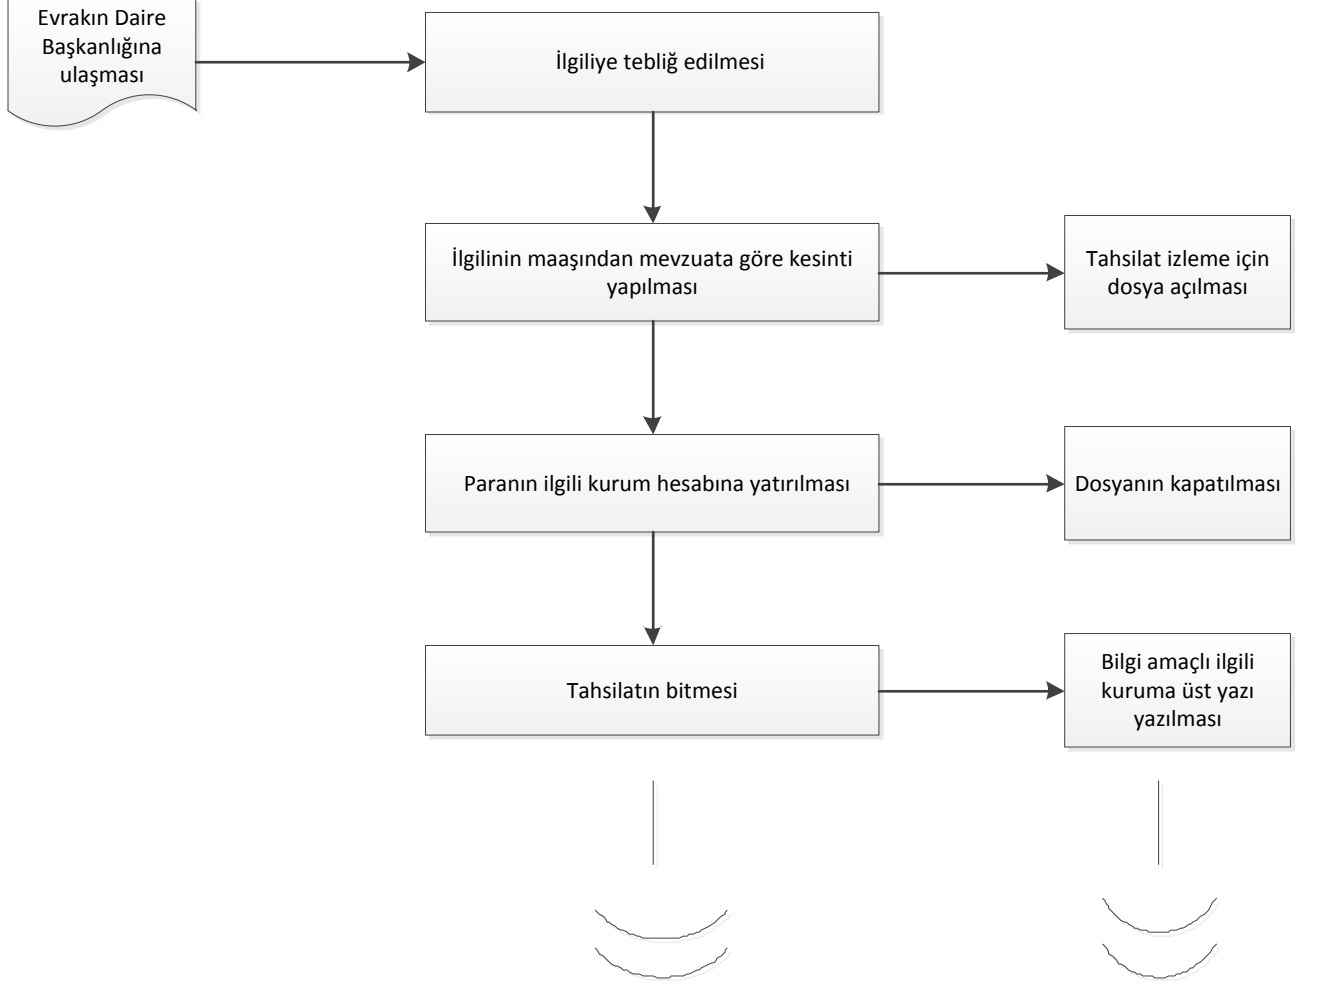 Evrakın Daire
Başkanlığına
ulaşması
İlgiliye tebliğ edilmesi
İlgilinin maaşından mevzuata göre kesinti
yapılması
Tahsilat izleme için
dosya açılması
Paranın ilgili kurum hesabına yatırılması
Dosyanın kapatılması
Tahsilatın bitmesi
Bilgi amaçlı ilgili
kuruma üst yazı
yazılması